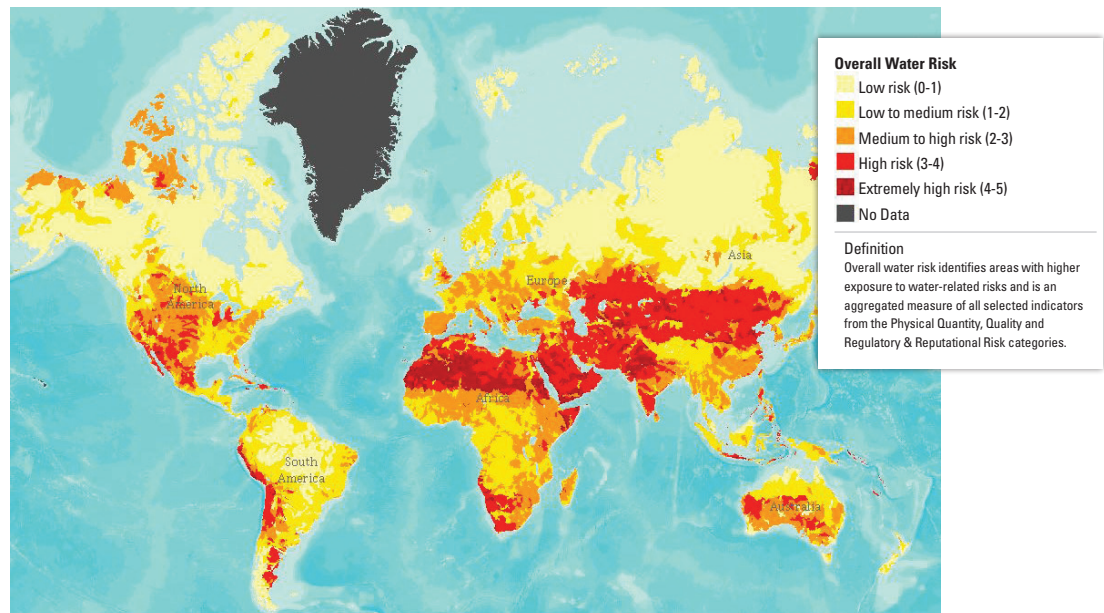 Overall Water Risk
Low risk (0-1)
Low to medium risk (1-2)
Medium to high risk (2-3)
High risk (3-4)
Extremely high risk (4-5)
No Data
Definition
Overall water risk identifies areas with higher
exposure to water-related risks and is an
aggregated measure of all selected indicators
from the Physical Quantity, Quality and
Regulatory & Reputational Risk categories.
North
America
Europe
Asia
Africa
South
America
Australia